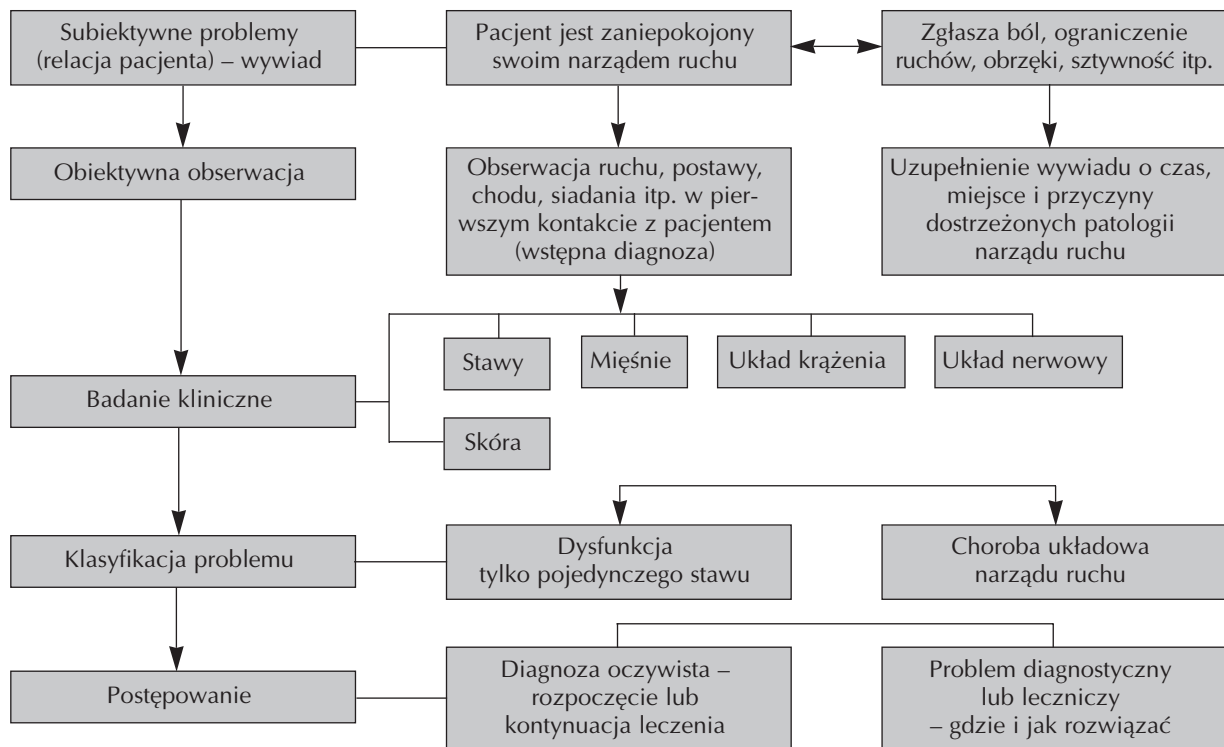 Subiektywne problemy
(relacja pacjenta) – wywiad
Pacjent jest zaniepokojony
swoim narządem ruchu
Zgłasza ból, ograniczenie
ruchów, obrzęki, sztywność itp.
Obiektywna obserwacja
Obserwacja ruchu, postawy,
chodu, siadania itp. w pier-
wszym kontakcie z pacjentem
(wstępna diagnoza)
Uzupełnienie wywiadu o czas,
miejsce i przyczyny
dostrzeżonych patologii
narządu ruchu
Stawy
Mięśnie
Układ krążenia
Układ nerwowy
Badanie kliniczne
Skóra
Klasyfikacja problemu
Dysfunkcja
tylko pojedynczego stawu
Choroba układowa
narządu ruchu
Postępowanie
Diagnoza oczywista –
rozpoczęcie lub
kontynuacja leczenia
Problem diagnostyczny
lub leczniczy
– gdzie i jak rozwiązać